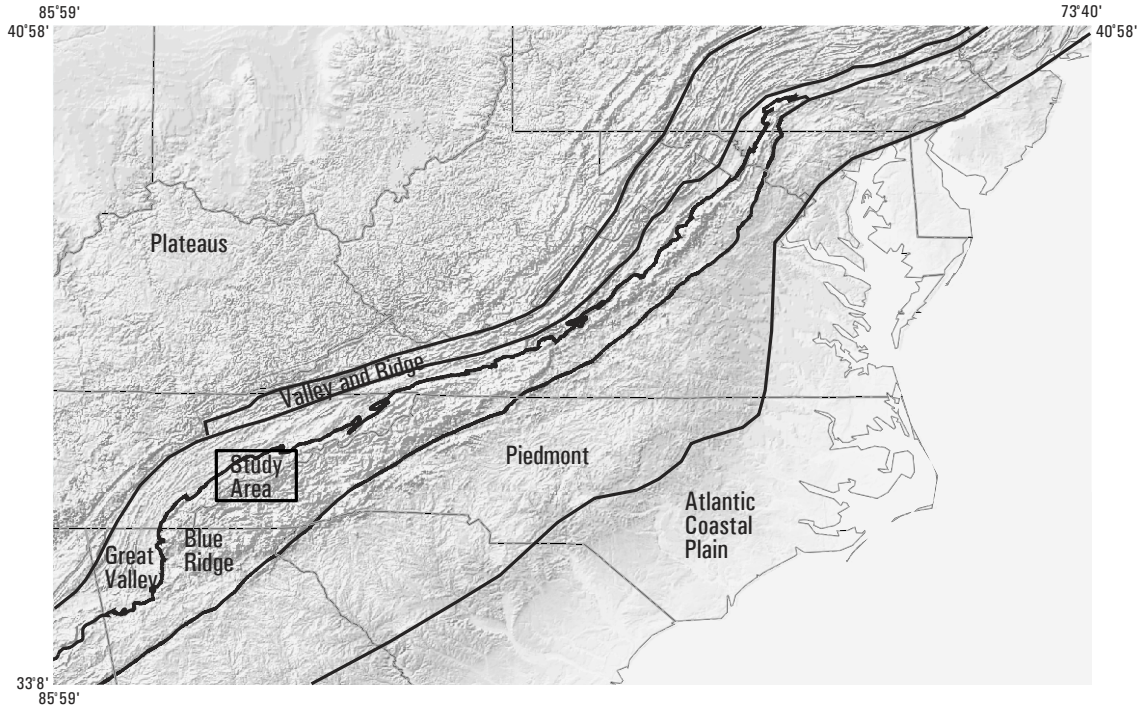 85°59'
73°40'
40°58'
40°58'
Plateaus
Valley and Ridge
Study
Area
Piedmont
Atlantic
Coastal
Plain
Blue
Ridge
Great
Valley
33°8'
85°59'